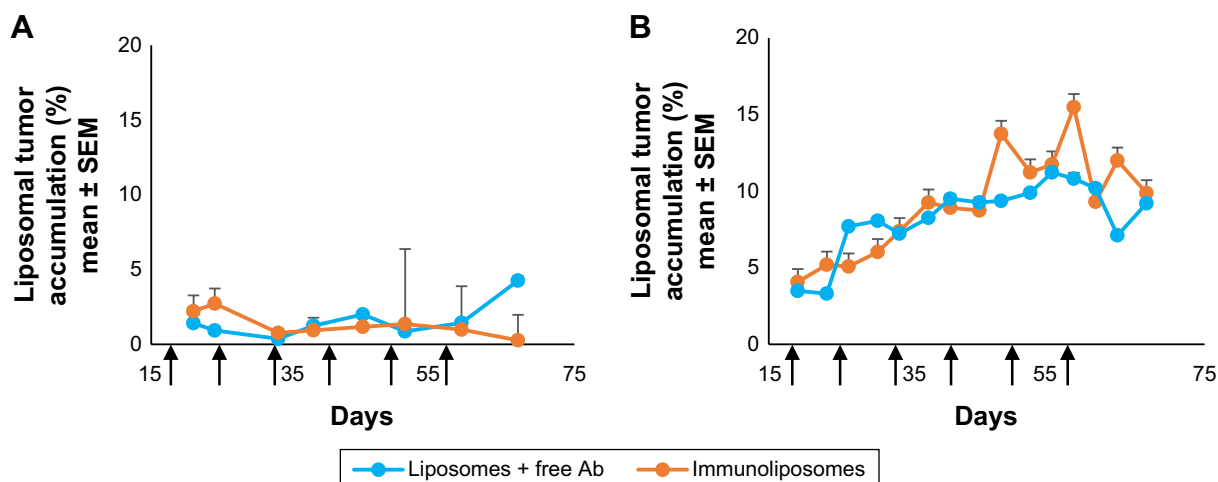 A
Liposomal tumor
accumulation (%)
mean ± SEM
20
15
10
5
0
15
35
55
75
Days
B
Liposomal tumor
accumulation (%)
mean ± SEM
20
15
10
5
0
15
35
55
75
Days
Liposomes + free Ab
Immunoliposomes